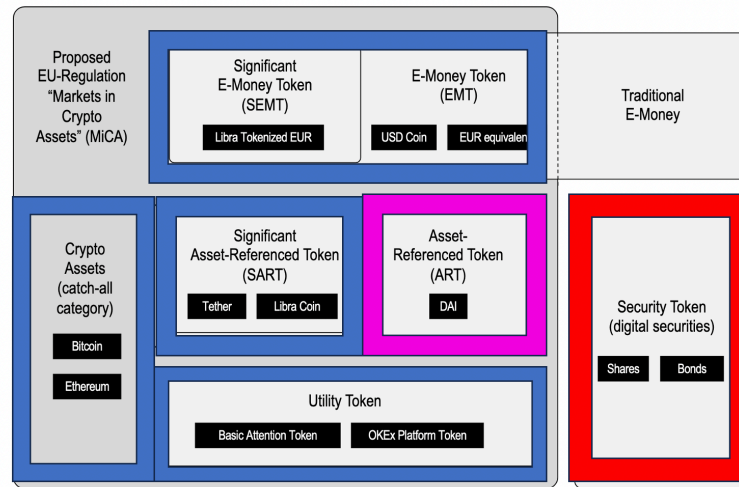 Proposed
EU-Regulation
“Markets in
Crypto
Assets” (MiCA)
Significant
E-Money Token
(SEMT)
Libra Tokenized EUR
E-Money Token
(EMT)
USD Coin
EUR equivalen
Traditional
E-Money
Crypto
Assets
(catch-all
category)
Bitcoin
Ethereum
Significant
Asset-Referenced Token
(SART)
Tether
Libra Coin
Asset-
Referenced Token
(ART)
DAI
Security Token
(digital securities)
Shares
Bonds
Utility Token
Basic Attention Token
OKEx Platform Token